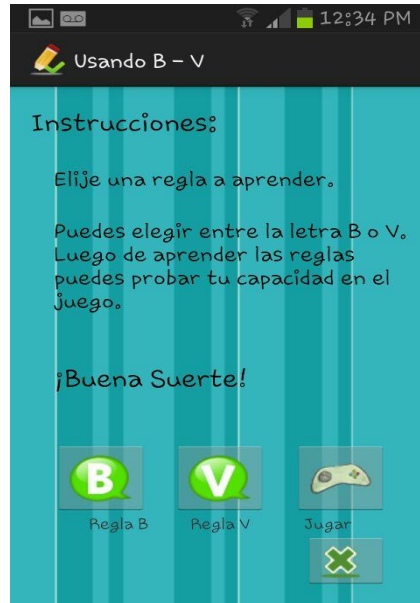 12:34 PM
Usando B - V
Instrucciones:
Elije una regla a aprender.
Puedes elegir entre la letra B o V.
Luego de aprender las reglas
puedes probar tu capacidad en el
juego.
¡Buena Suerte!
B V
Regla B Regla V Jugar